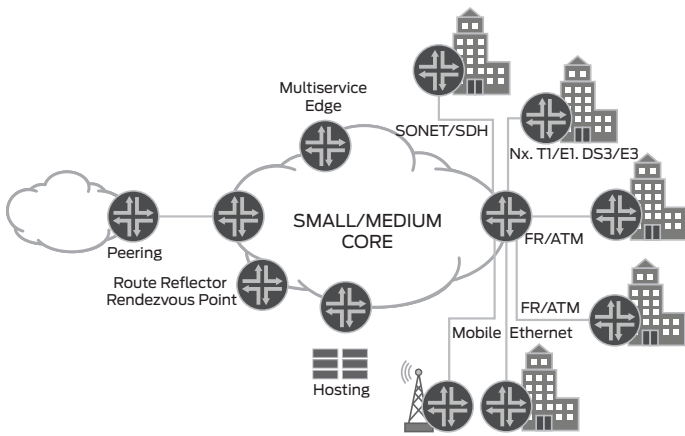 Multiservice
Edge
SONET/SDH
Nx. T1/E1. DS3/E3
SMALL/MEDIUM
CORE
Peering
FR/ATM
Route Reflector
Rendezvous Point
FR/ATM
Mobile
Ethernet
Hosting